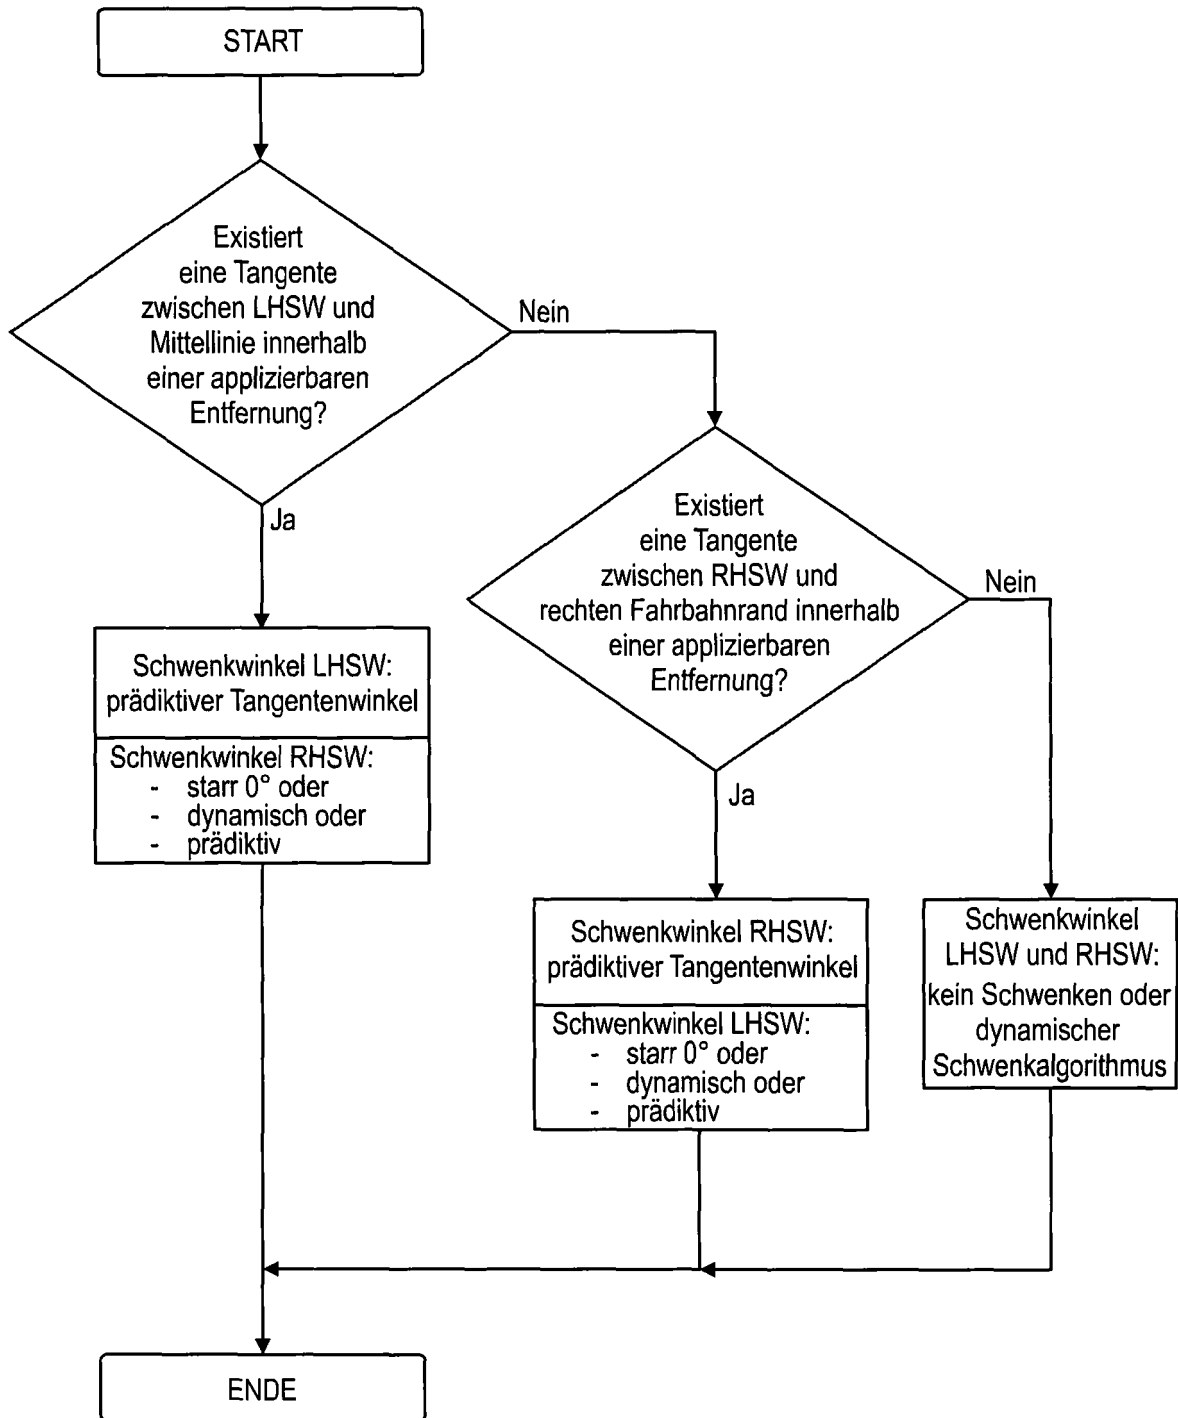 START
Existiert
eine Tangente
zwischen LHSW und
Mittellinie innerhalb
einer applizierbaren
Entfernung?
Nein
Ja
Existiert
eine Tangente
zwischen RHSW und
rechten Fahrbahnrand innerhalb
einer applizierbaren
Entfernung?
Nein
Ja
Schwenkwinkel LHSW:
prädiktiver Tangentenwinkel
Schwenkwinkel RHSW:
- starr 0° oder
- dynamisch oder
- prädiktiv
Schwenkwinkel RHSW:
prädiktiver Tangentenwinkel
Schwenkwinkel LHSW:
- starr 0° oder
- dynamisch oder
- prädiktiv
Schwenkwinkel
LHSW und RHSW:
kein Schwenken oder
dynamischer
Schwenkalgorithmus
ENDE